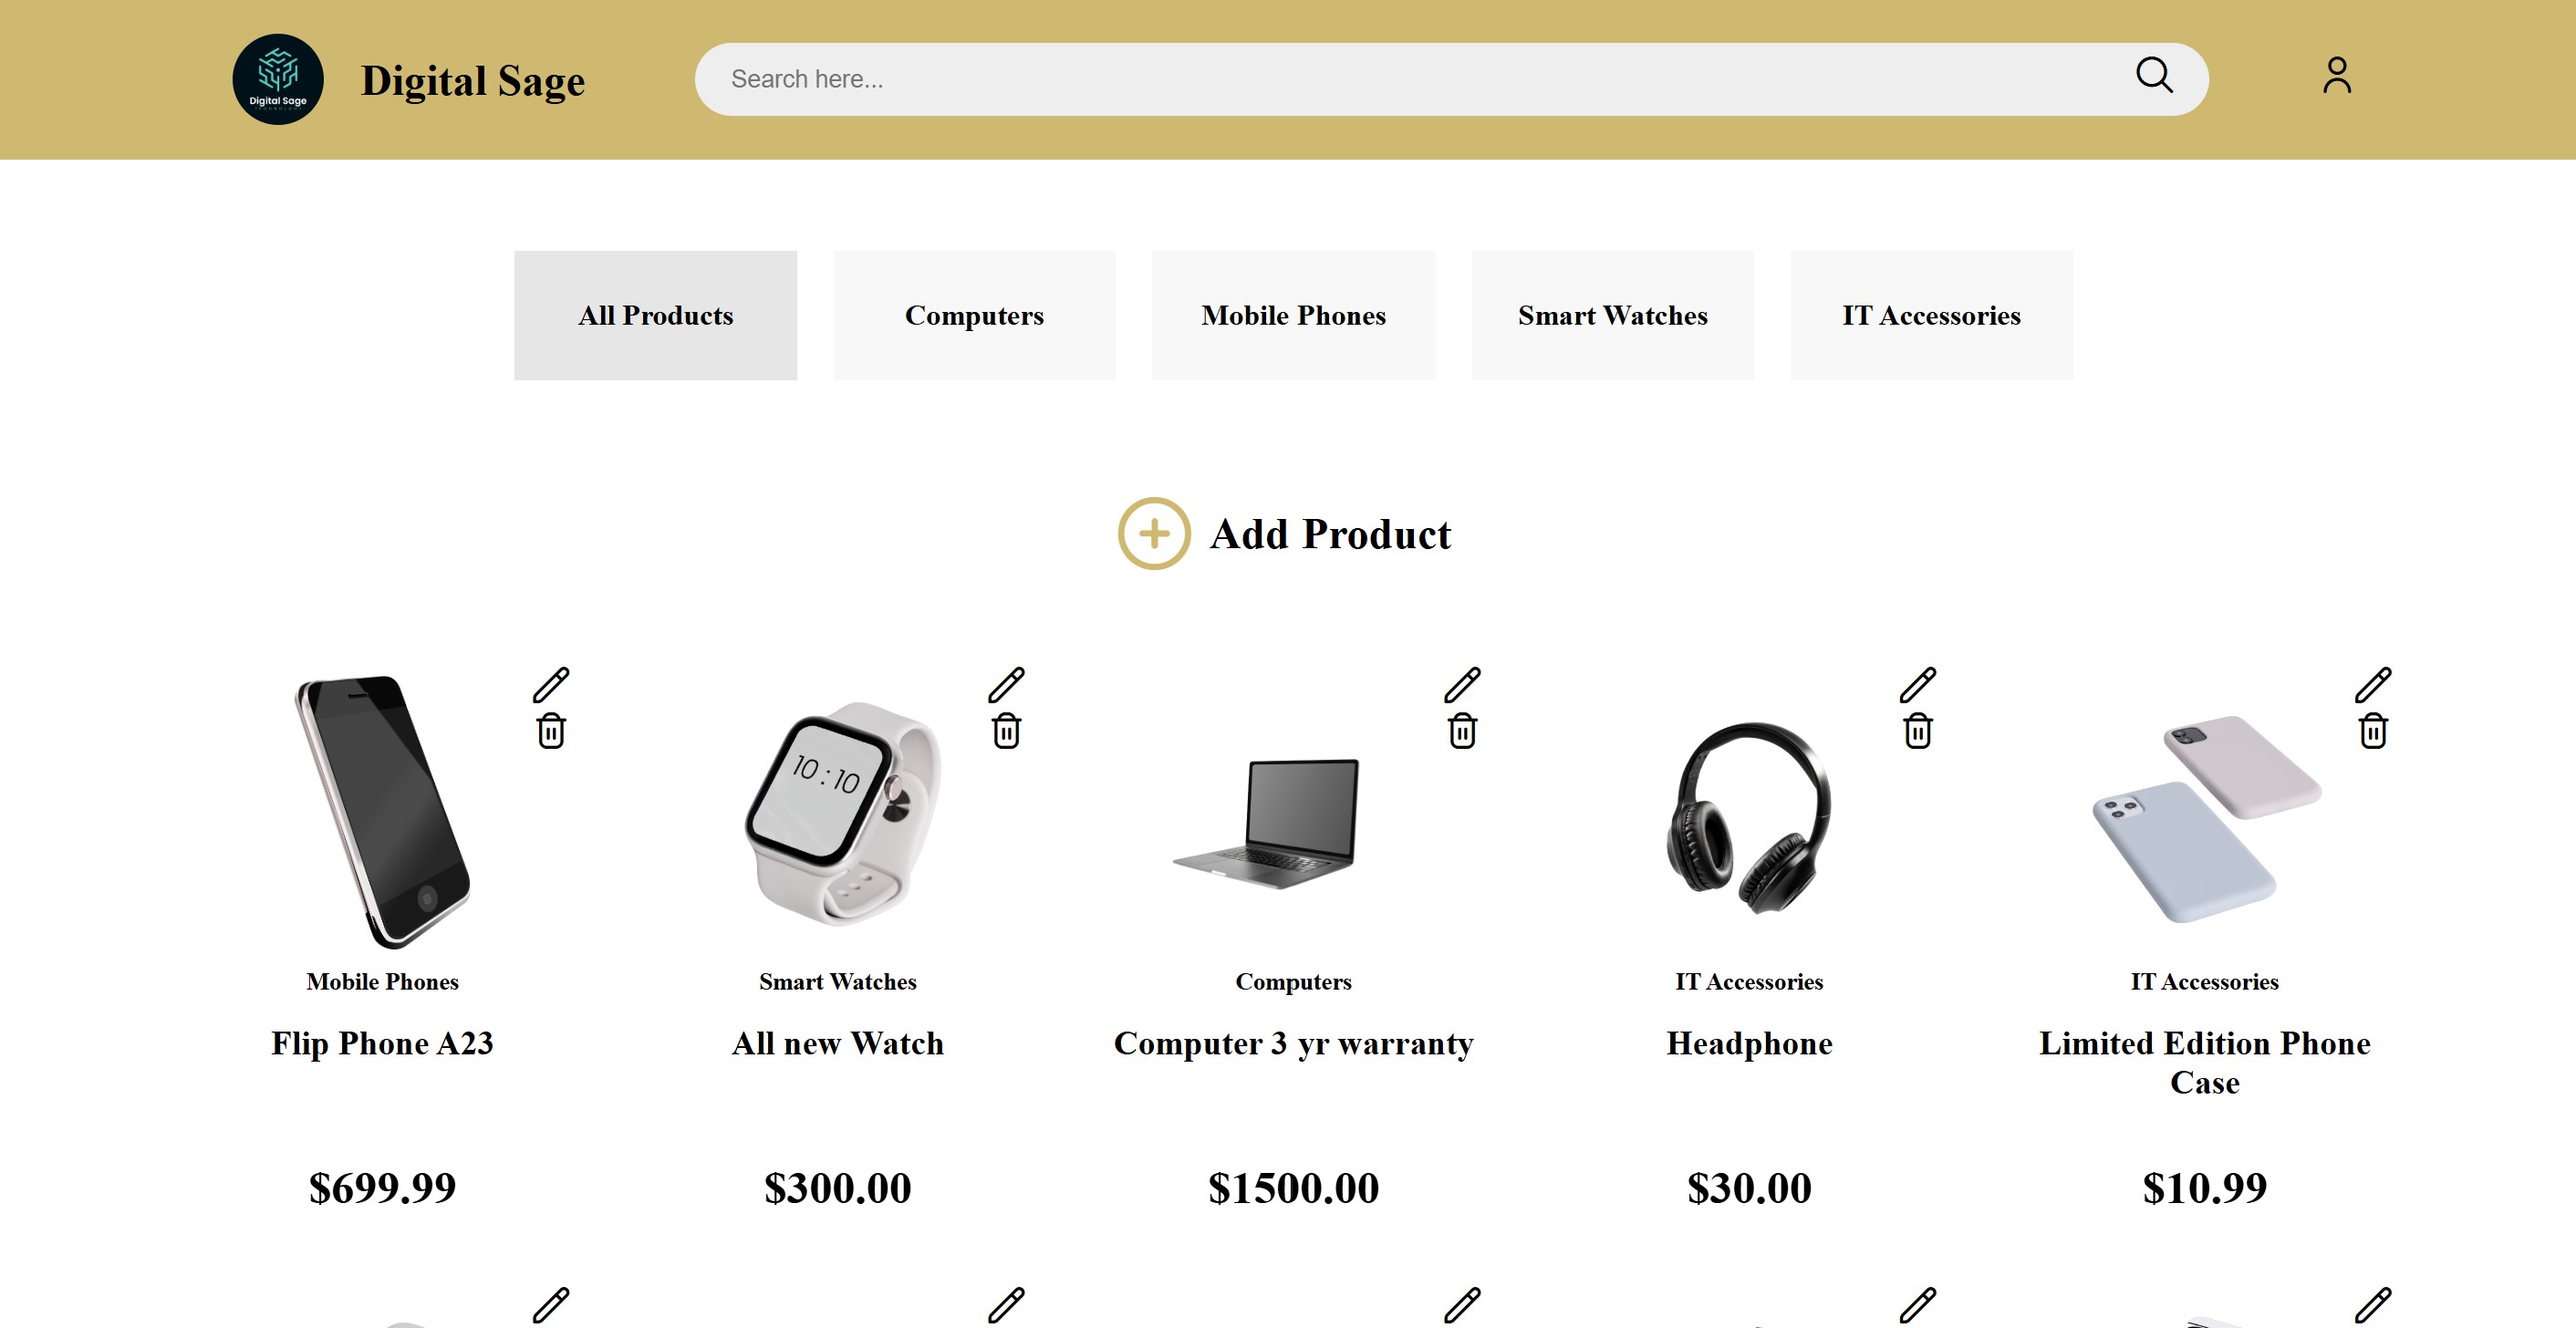 Digital Sage
TECHNOLOGY
Digital Sage
Search here...
All Products
Computers
Mobile Phones
Smart Watches
IT Accessories
Add Product
10:10
Mobile Phones
Smart Watches
Computers
IT Accessories
IT Accessories
Flip Phone A23
All new Watch
Computer 3 yr warranty
Headphone
Limited Edition Phone
Case
$699.99
$300.00
$1500.00
$30.00
$10.99